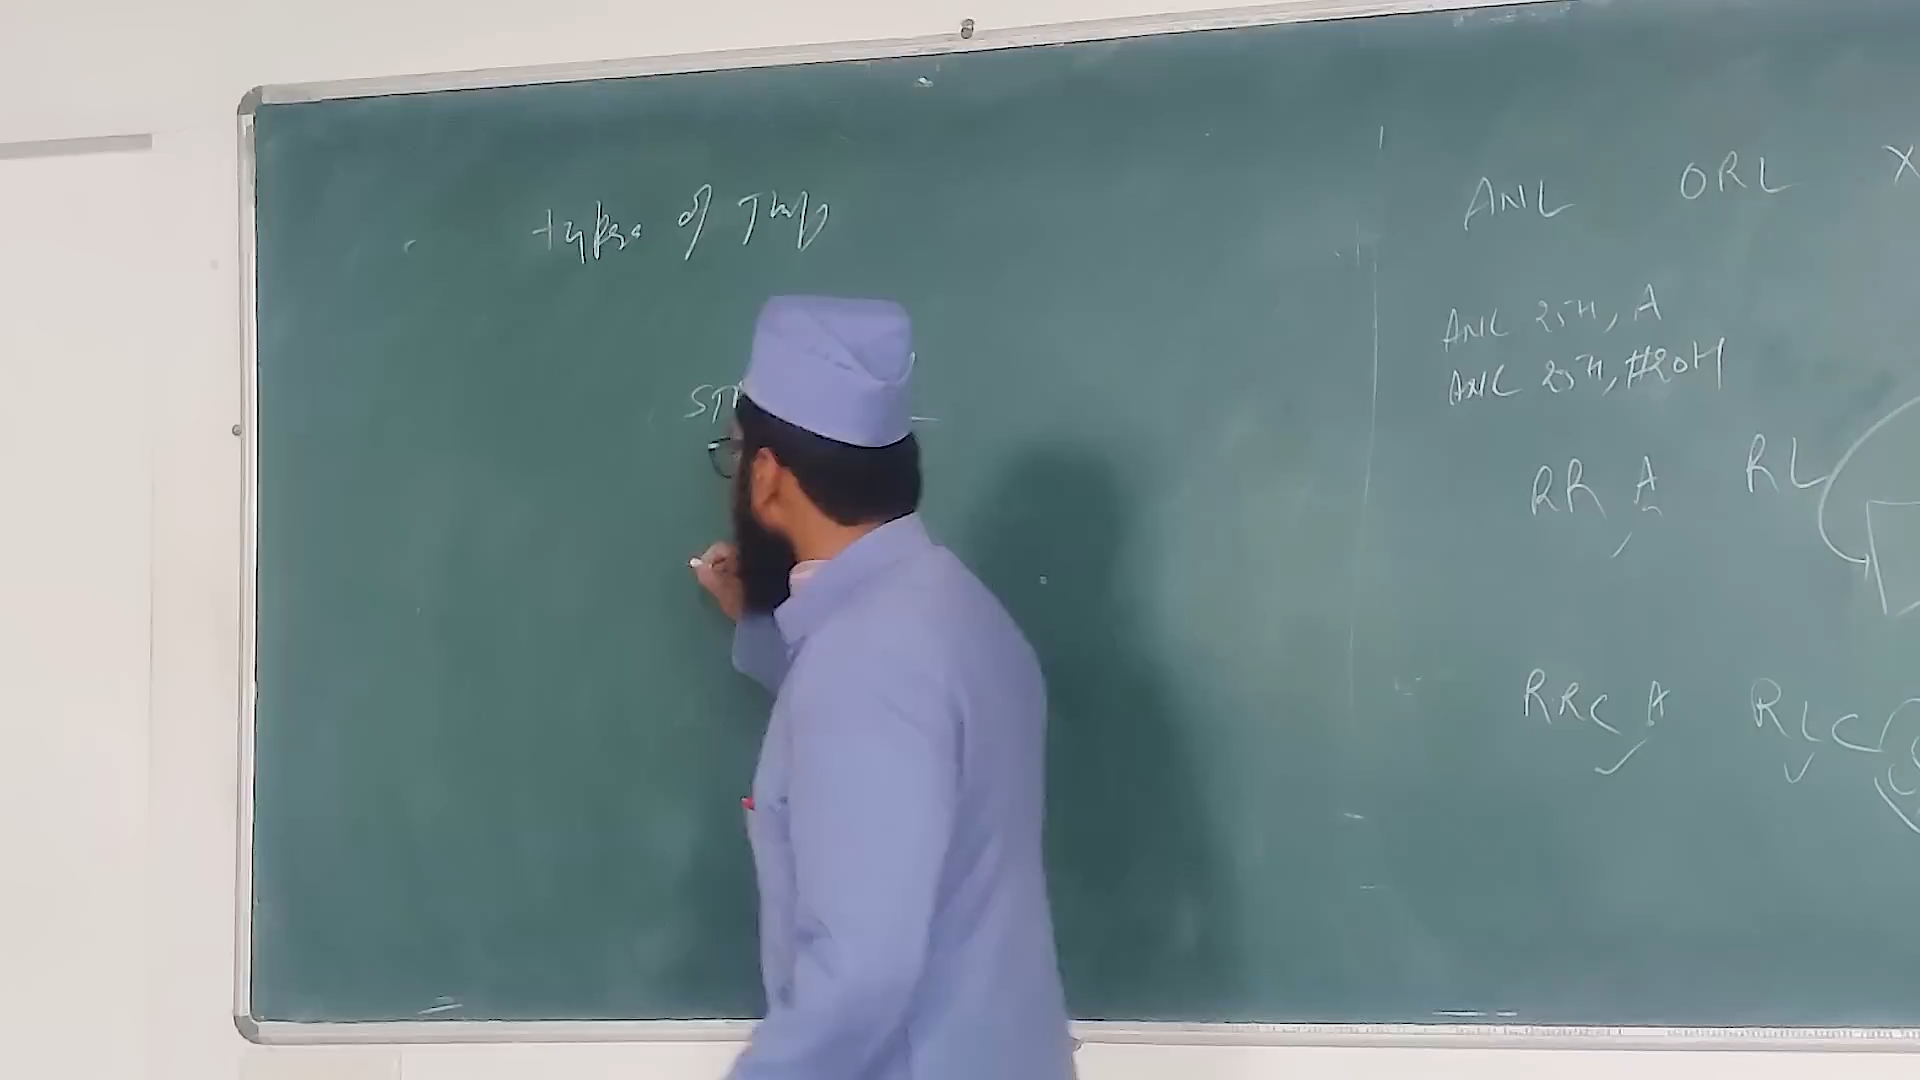 types of Jmp
ANL ORL X
ANL 25H, A
ANL 25H, #20H
RR A RL
RRC A RLC